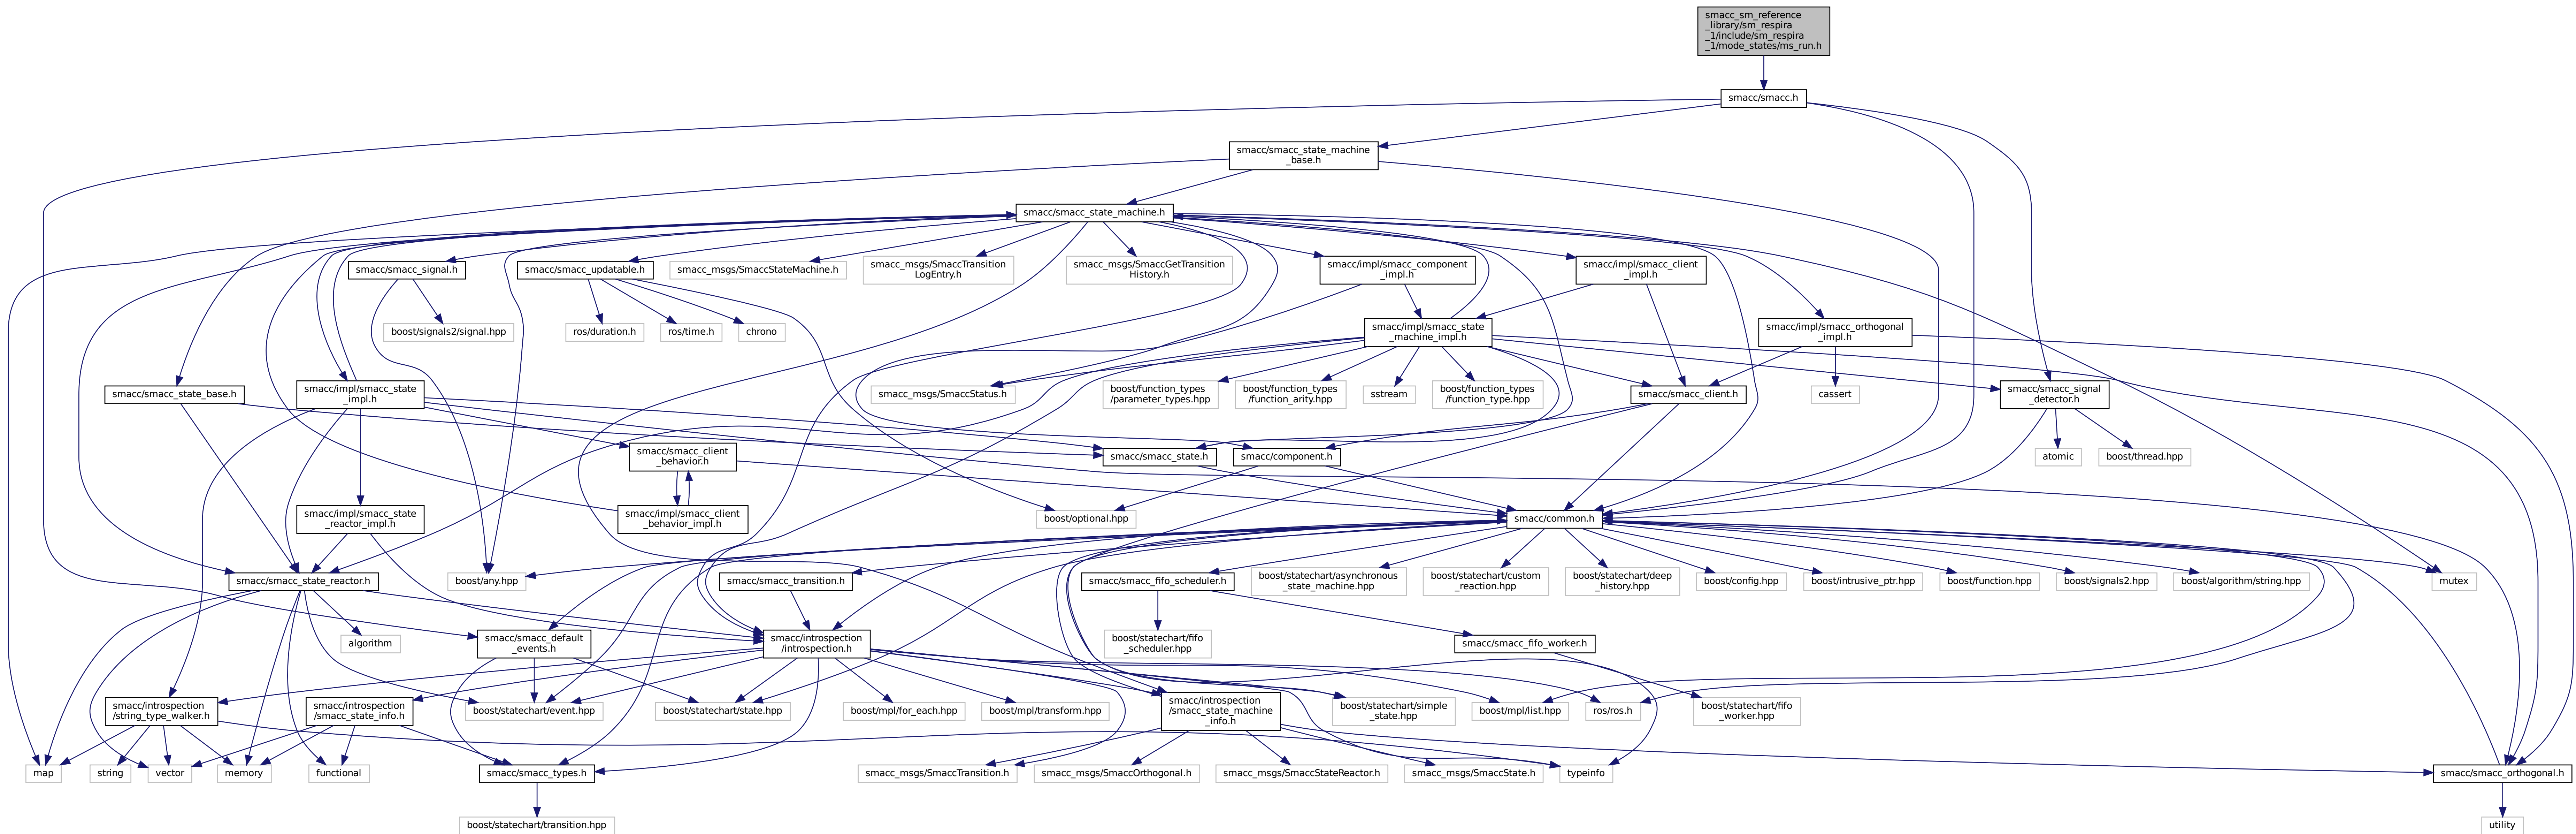 smacc_sm_reference
_library/sm_respira
_1/include/sm_respira
_1/mode_states/ms_run.h
smacc/smacc.h
smacc/smacc_state_machine
_base.h
smacc/smacc_state_machine.h
smacc/smacc_signal.h
smacc/smacc_updatable.h
smacc_msgs/SmaccStateMachine.h
smacc_msgs/SmaccTransition
LogEntry.h
smacc_msgs/SmaccGetTransition
History.h
smacc/impl/smacc_component
_impl.h
smacc/impl/smacc_client
_impl.h
boost/signals2/signal.hpp
ros/duration.h
ros/time.h
chrono
smacc/impl/smacc_state
_machine_impl.h
smacc/impl/smacc_orthogonal
_impl.h
smacc/smacc_state_base.h
smacc/impl/smacc_state
_impl.h
smacc_msgs/SmaccStatus.h
boost/function_types
/parameter_types.hpp
boost/function_types
/function_arity.hpp
sstream
boost/function_types
/function_type.hpp
smacc/smacc_client.h
cassert
smacc/smacc_signal
_detector.h
smacc/smacc_client
_behavior.h
smacc/smacc_state.h
smacc/component.h
atomic
boost/thread.hpp
smacc/impl/smacc_state
_reactor_impl.h
smacc/impl/smacc_client
_behavior_impl.h
boost/optional.hpp
smacc/common.h
smacc/smacc_state_reactor.h
boost/any.hpp
smacc/smacc_transition.h
smacc/smacc_fifo_scheduler.h
boost/statechart/asynchronous
_state_machine.hpp
boost/statechart/custom
_reaction.hpp
boost/statechart/deep
_history.hpp
boost/config.hpp
boost/intrusive_ptr.hpp
boost/function.hpp
boost/signals2.hpp
boost/algorithm/string.hpp
mutex
algorithm
smacc/smacc_default
_events.h
smacc/introspection
/introspection.h
boost/statechart/fifo
_scheduler.hpp
smacc/smacc_fifo_worker.h
smacc/introspection
/string_type_walker.h
smacc/introspection
/smacc_state_info.h
boost/statechart/event.hpp
boost/statechart/state.hpp
boost/mpl/for_each.hpp
boost/mpl/transform.hpp
smacc/introspection
/smacc_state_machine
_info.h
boost/statechart/simple
_state.hpp
boost/mpl/list.hpp
ros/ros.h
boost/statechart/fifo
_worker.hpp
map
string
vector
memory
functional
smacc/smacc_types.h
smacc_msgs/SmaccTransition.h
smacc_msgs/SmaccOrthogonal.h
smacc_msgs/SmaccStateReactor.h
smacc_msgs/SmaccState.h
typeinfo
smacc/smacc_orthogonal.h
boost/statechart/transition.hpp
utility